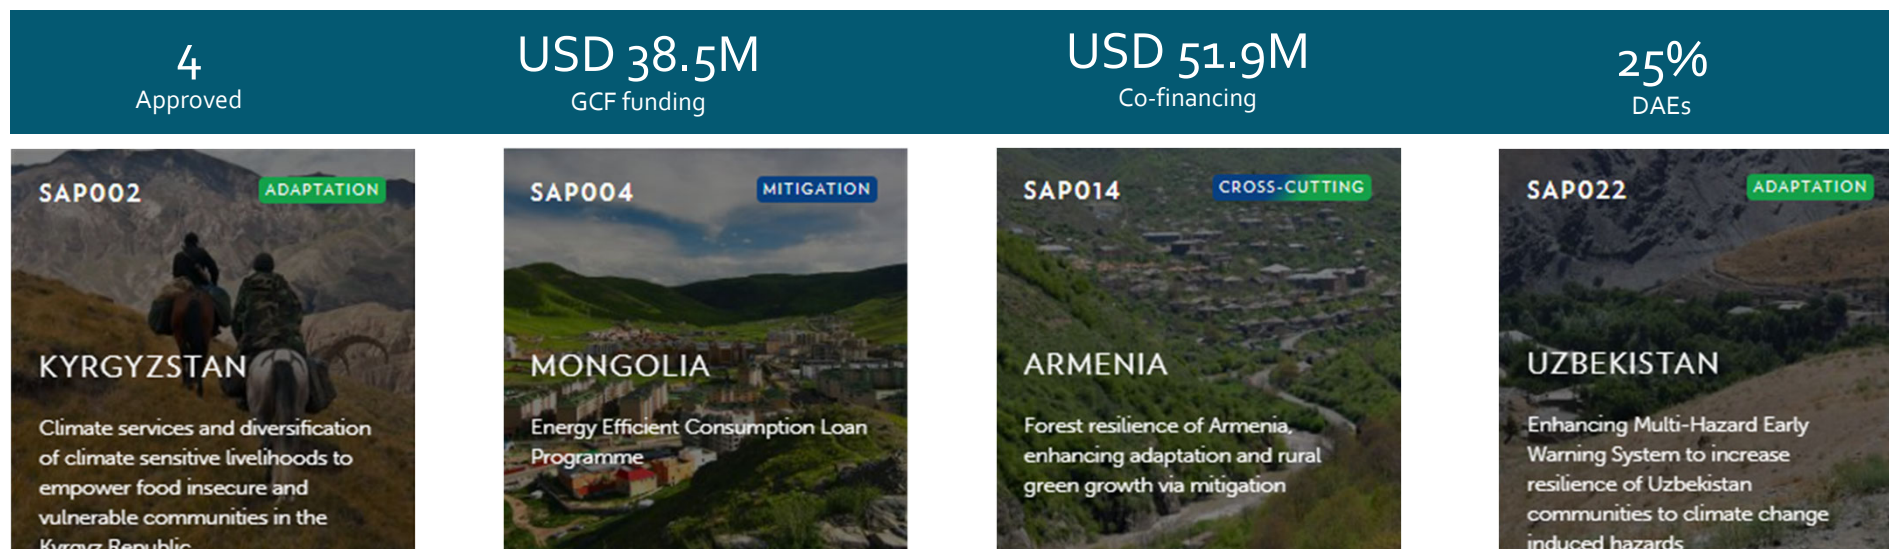 4
Approved
USD 38.5M
GCF funding
USD 51.9M
Co-financing
25%
DAEs
SAP002
ADAPTATION
KYRGYZSTAN
Climate services and diversification
of climate sensitive livelihoods to
empower food insecure and
vulnerable communities in the
Kyrgyz Republic
SAP004
MITIGATION
MONGOLIA
Energy Efficient Consumption Loan
Programme
SAP014
CROSS-CUTTING
ARMENIA
Forest resilience of Armenia,
enhancing adaptation and rural
green growth via mitigation
SAP022
ADAPTATION
UZBEKISTAN
Enhancing Multi-Hazard Early
Warning System to increase
resilience of Uzbekistan
communities to climate change
induced hazards